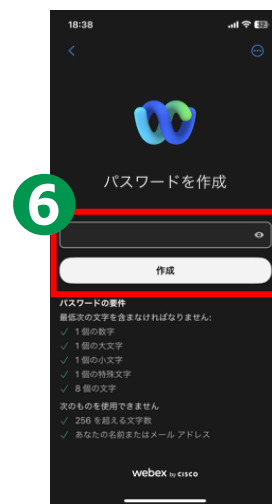 18:38
パスワードを作成
6
作成
パスワードの要件
最低次の文字を含まなければなりません:
✓ 1 個の数字
✓ 1 個の大文字
✓ 1 個の小文字
✓ 1 個の特殊文字
✓ 8 個の文字
次のものを使用できません
✓ 256 を超える文字数
✓ あなたの名前またはメール アドレス
webex by CISCO